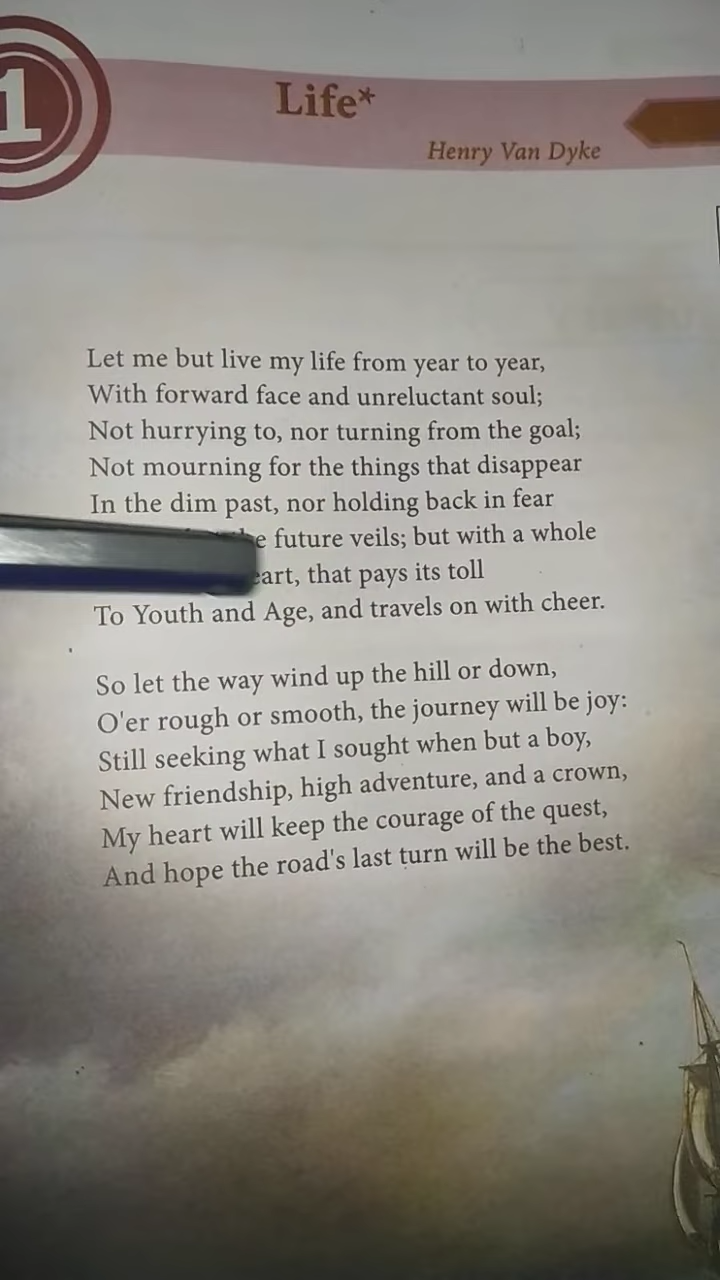 1
Life*
Henry Van Dyke
Let me but live my life from year to year,
With forward face and unreluctant soul;
Not hurrying to, nor turning from the goal;
Not mourning for the things that disappear
In the dim past, nor holding back in fear
future veils; but with a whole
that pays its toll
To Youth and Age, and travels on with cheer.
So let the way wind up the hill or down,
O'er rough or smooth, the journey will be joy:
Still seeking what I sought when but a boy,
New friendship, high adventure, and a crown,
My heart will keep the courage of the quest,
And hope the road's last turn will be the best.